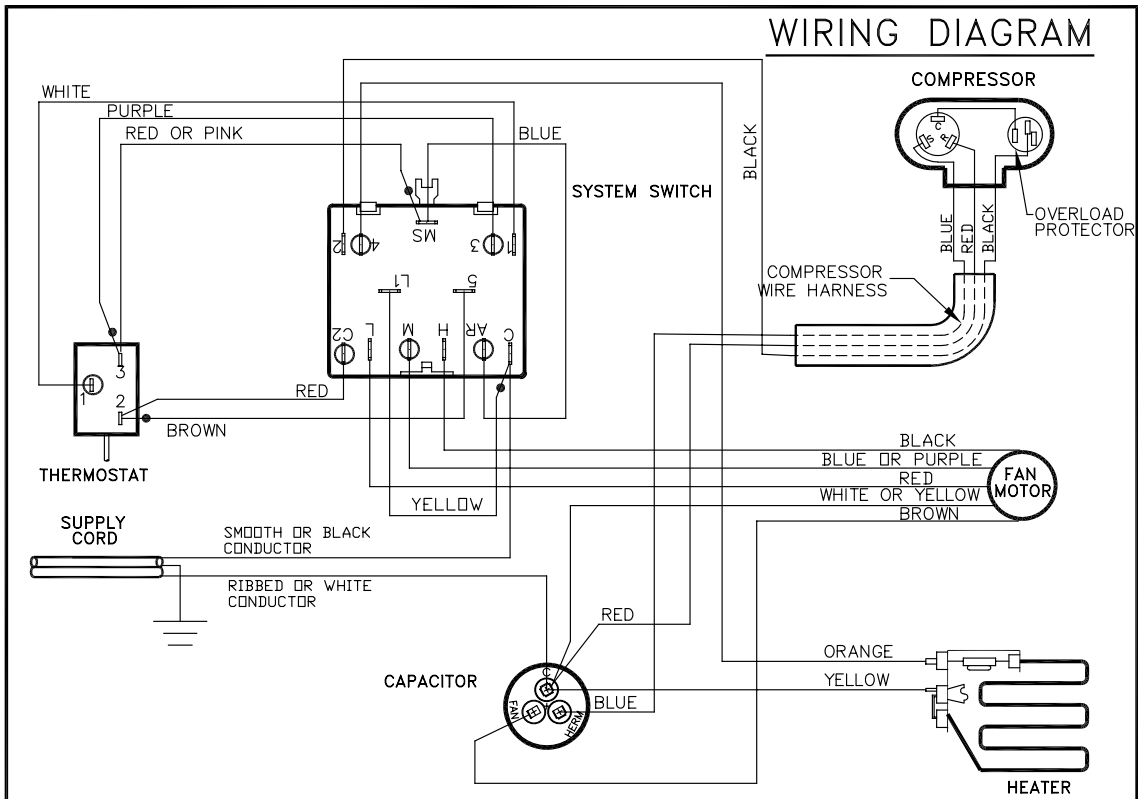 WIRING DIAGRAM
COMPRESSOR
WHITE
PURPLE
RED OR PINK
BLUE
BLACK
SYSTEM SWITCH
C
S
R
OVERLOAD
PROTECTOR
BLUE
RED
BLACK
COMPRESSOR
WIRE HARNESS
MS
2
4
3
1
L1
5
C2
L
M
H
AR
C
3
1
2
RED
BROWN
THERMOSTAT
BLACK
BLUE OR PURPLE
RED
WHITE OR YELLOW
BROWN
FAN
MOTOR
YELLOW
SUPPLY
CORD
SMOOTH OR BLACK
CONDUCTOR
RIBBED OR WHITE
CONDUCTOR
RED
ORANGE
YELLOW
CAPACITOR
C
FAN
HERM
BLUE
HEATER